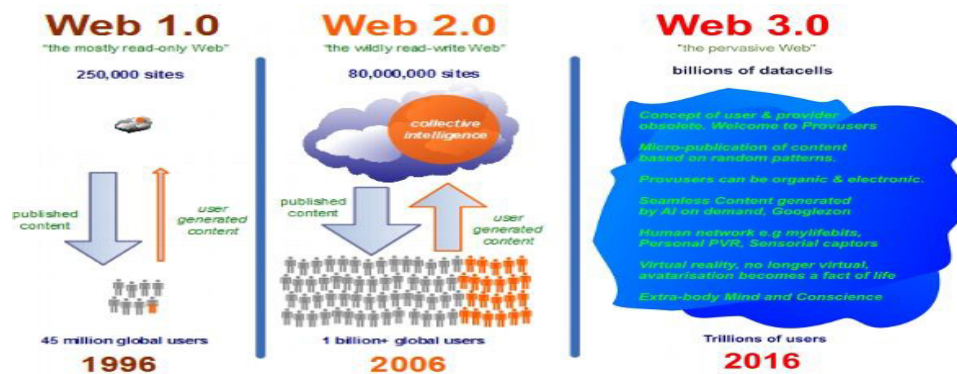 Web 1.0
"the mostly read-only Web"
250,000 sites
published
content
user
generated
content
45 million global users
1996
Web 2.0
"the wildly read-write Web"
80,000,000 sites
collective
intelligence
published
content
user
generated
content
1 billion+ global users
2006
Web 3.0
"the pervasive Web"
billions of datacells
Concept of user & provider
obsolete. Welcome to Provusers
Micro-publication of content
based on random patterns.
Provusers can be organic & electronic.
Seamless Content generated
by AI on demand, Googlezon
Human network e.g mylifebits,
Personal PVR, Sensorial captors
Virtual reality, no longer virtual,
avatarisation becomes a fact of life
Extra-body Mind and Conscience
Trillions of users
2016